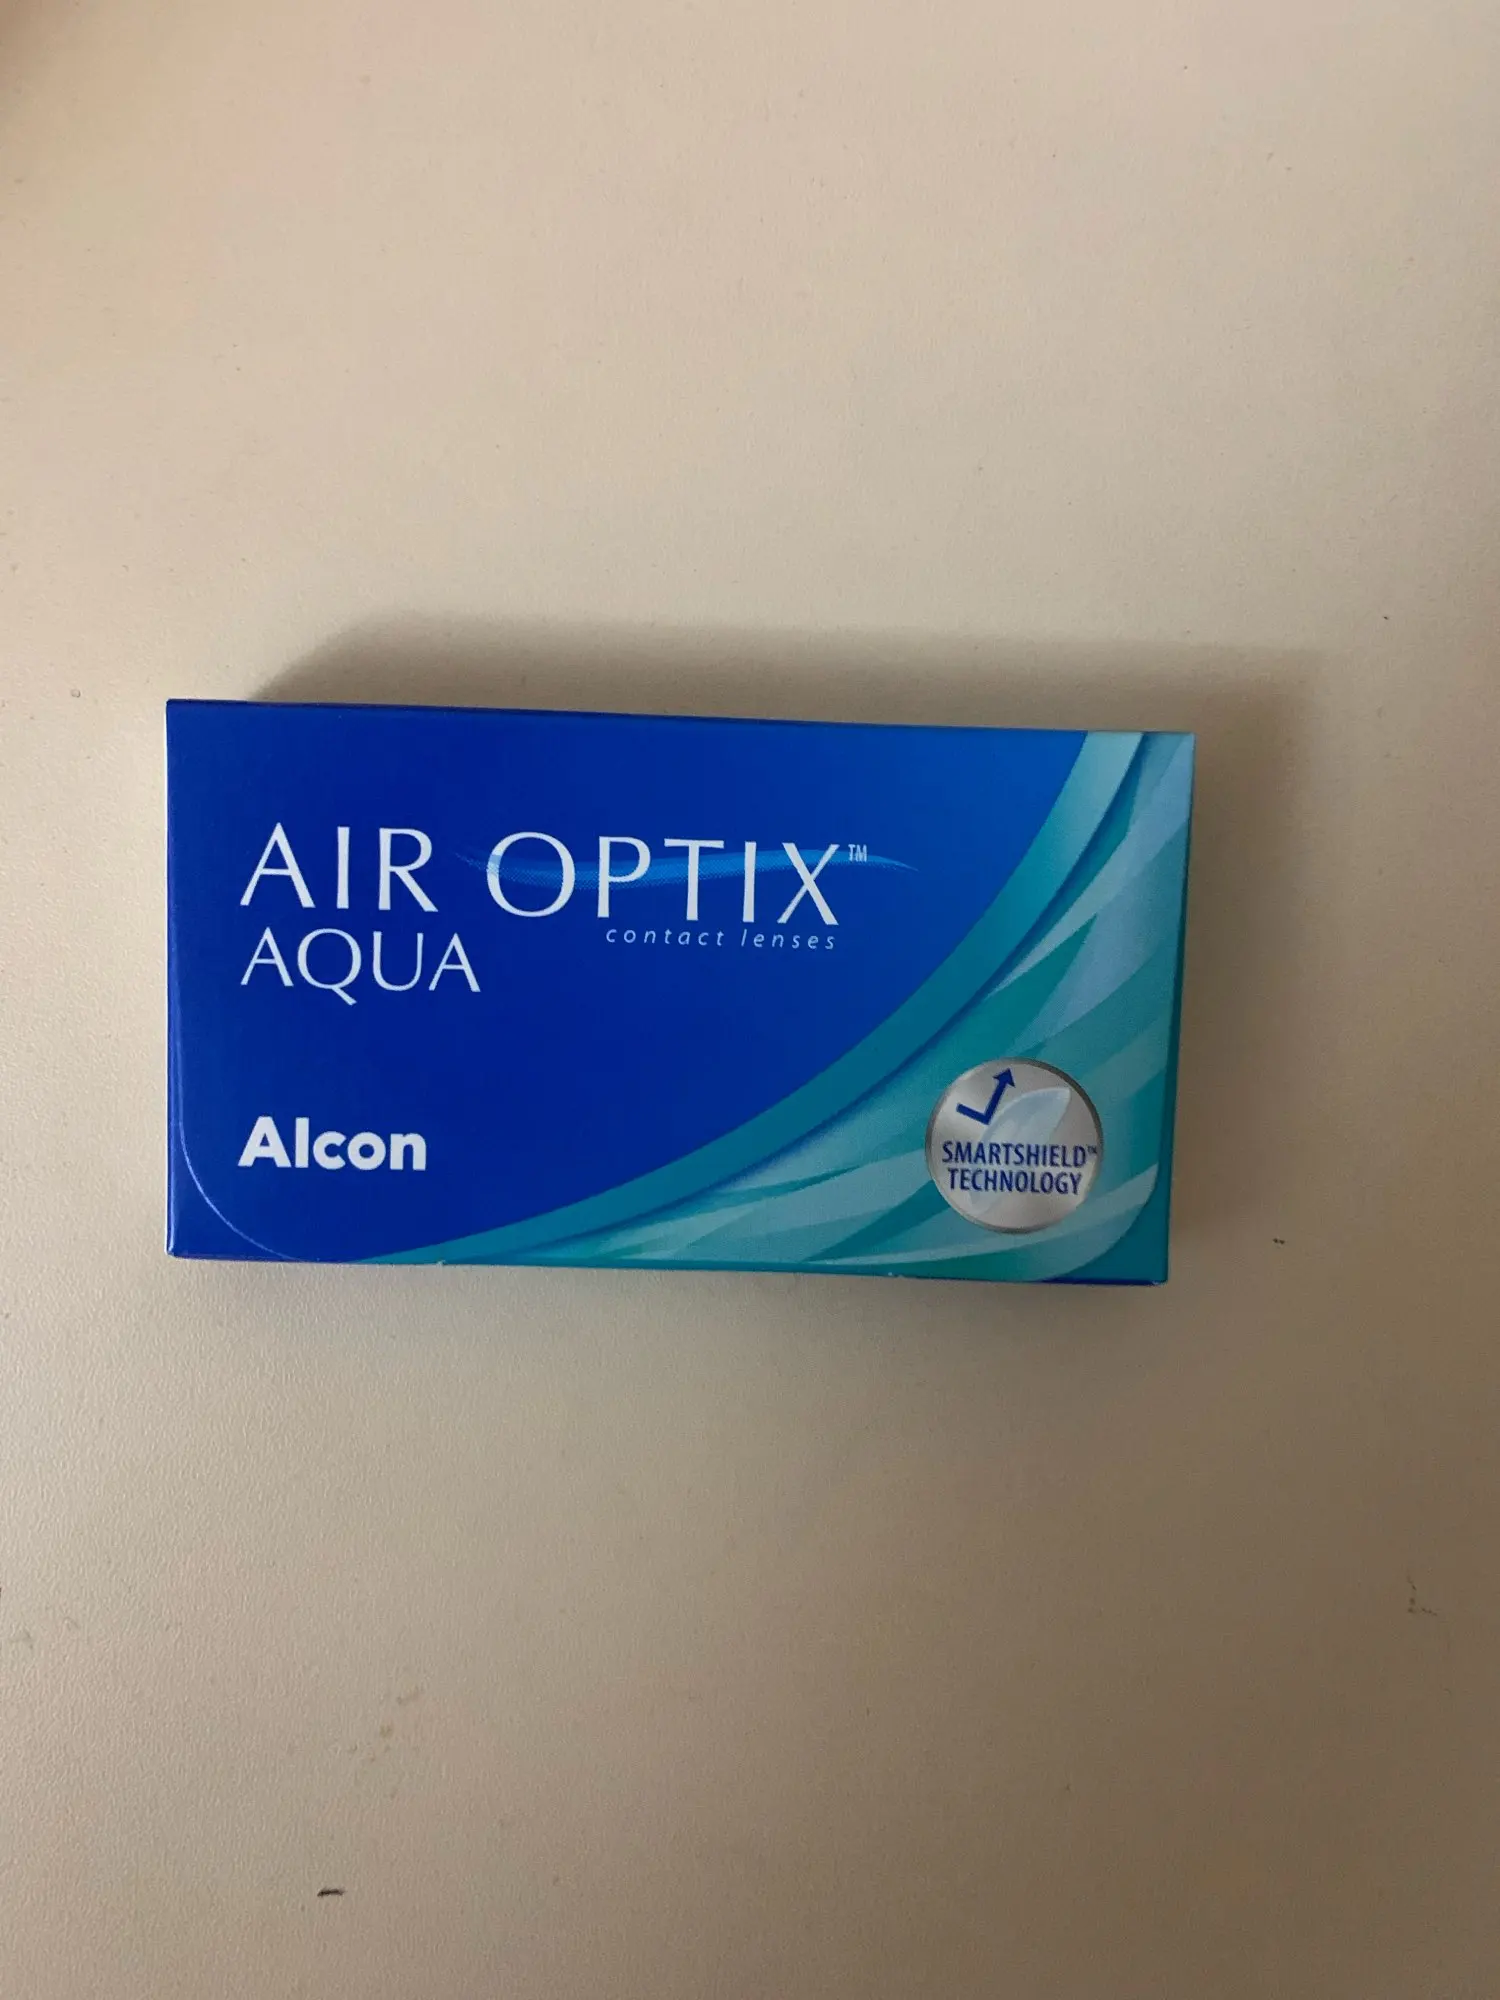 AIR OPTIX™
contact lenses
AQUA
Alcon
SMARTSHIELD™
TECHNOLOGY